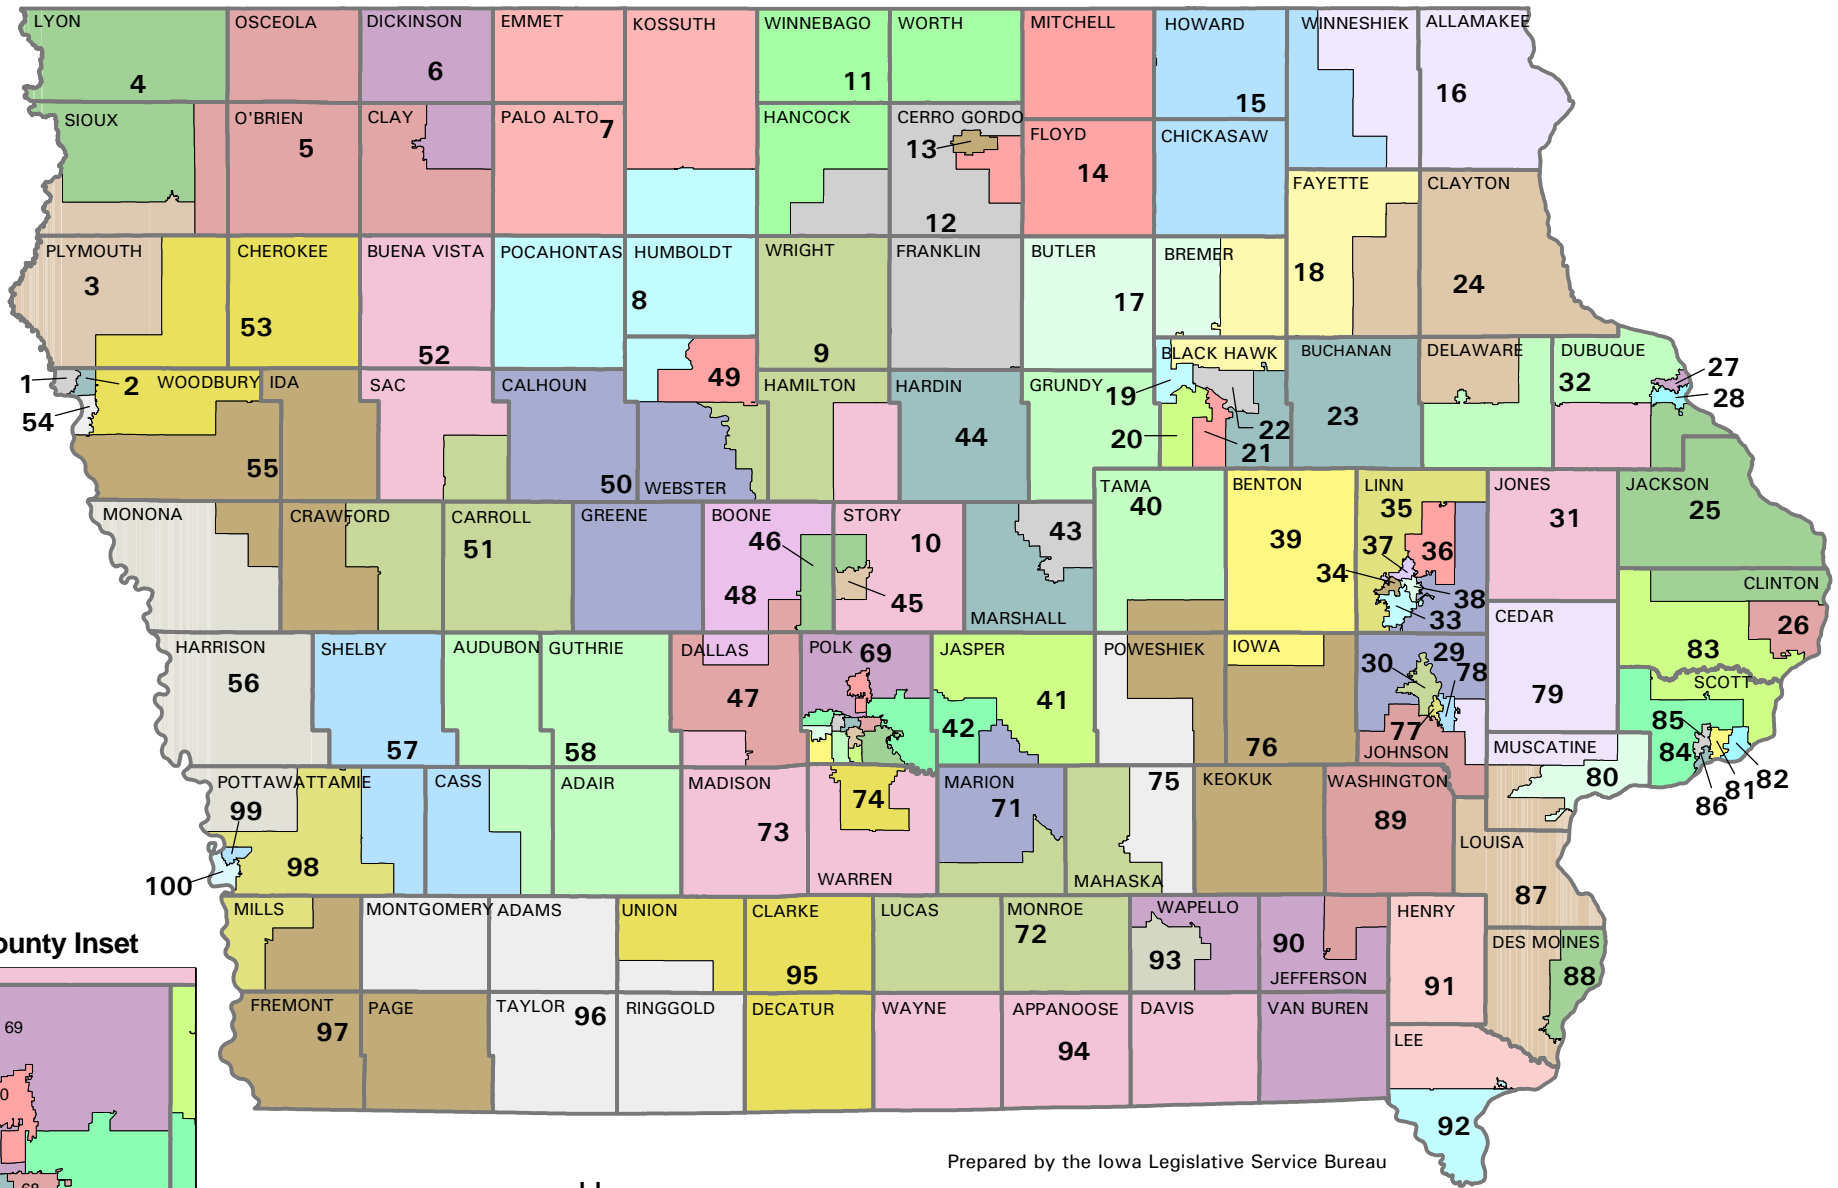 LYON
OSCEOLA
DICKINSON
EMMET
KOSSUTH
WINNEBAGO
WORTH
MITCHELL
HOWARD
WINNESHIEK
ALLAMAKEE
4
6
11
15
16
SIOUX
O'BRIEN
CLAY
PALO ALTO
7
HANCOCK
CERRO GORDO
FLOYD
CHICKASAW
5
13
14
12
FAYETTE
CLAYTON
PLYMOUTH
CHEROKEE
BUENA VISTA
POCAHONTAS
HUMBOLDT
WRIGHT
FRANKLIN
BUTLER
BREMER
3
53
52
8
9
17
18
24
1
2
54
WOODBURY
IDA
SAC
CALHOUN
49
HAMILTON
HARDIN
GRUNDY
BLACK HAWK
BUCHANAN
DELAWARE
DUBUQUE
32
27
28
19
20
22
21
23
44
55
50
WEBSTER
MONONA
CRAWFORD
CARROLL
GREENE
BOONE
STORY
TAMA
BENTON
LINN
JONES
JACKSON
51
46
48
10
45
43
MARSHALL
40
39
35
37
36
34
38
33
31
25
CLINTON
26
83
HARRISON
SHELBY
AUDUBON
GUTHRIE
DALLAS
POLK
69
JASPER
POWESHIEK
IOWA
30
29
78
CEDAR
79
SCOTT
56
57
58
47
42
41
76
77
JOHNSON
MUSCATINE
85
84
80
86
81
82
POTTAWATTAMIE
CASS
ADAIR
MADISON
74
MARION
75
KEOKUK
WASHINGTON
99
98
100
73
WARREN
71
MAHASKA
89
LOUISA
87
MILLS
MONTGOMERY
ADAMS
UNION
CLARKE
LUCAS
MONROE
WAPELLO
HENRY
DES MOINES
95
72
93
90
JEFFERSON
91
88
FREMONT
97
PAGE
TAYLOR
96
RINGGOLD
DECATUR
WAYNE
APPANOOSE
94
DAVIS
VAN BUREN
LEE
92
ounty Inset
69
0
68
Prepared by the Iowa Legislative Service Bureau